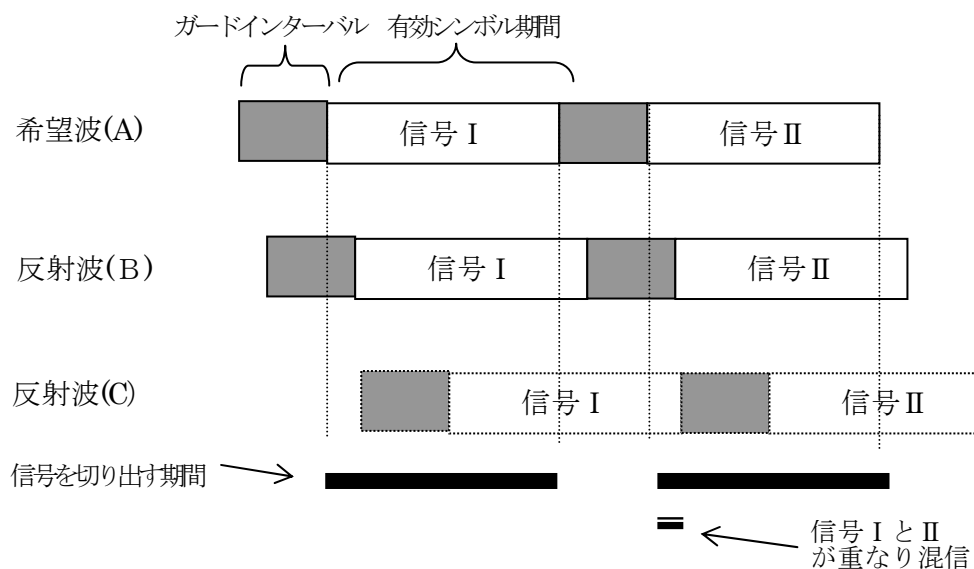 ガードインターバル 有効シンボル期間
希望波(A)
信号Ⅰ
信号Ⅱ
反射波(B)
信号Ⅰ
信号Ⅱ
反射波(C)
信号Ⅰ
信号Ⅱ
信号を切り出す期間
信号ⅠとⅡ
が重なり混信